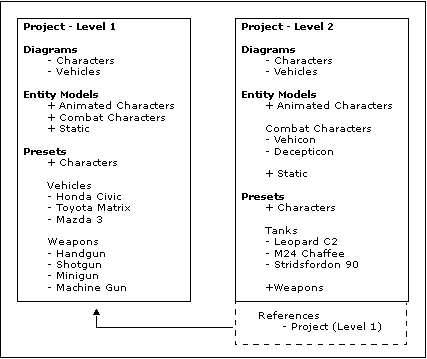 Project - Level 1
Diagrams
- Characters
- Vehicles
Entity Models
+ Animated Characters
+ Combat Characters
+ Static
Presets
+ Characters
Vehicles
- Honda Civic
- Toyota Matrix
- Mazda 3
Weapons
- Handgun
- Shotgun
- Minigun
- Machine Gun
Project - Level 2
Diagrams
- Characters
- Vehicles
Entity Models
+ Animated Characters
Combat Characters
- Vehicon
- Decepticon
+ Static
Presets
+ Characters
Tanks
- Leopard C2
- M24 Chaffee
- Stridsfordon 90
+Weapons
References
- Project (Level 1)